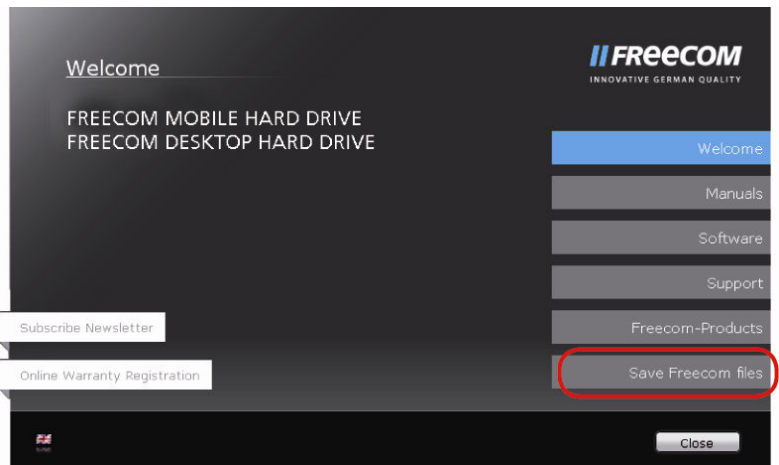 Welcome
FREECOM MOBILE HARD DRIVE
FREECOM DESKTOP HARD DRIVE
FREECOM
INNOVATIVE GERMAN QUALITY
Welcome
Manuals
Software
Support
Freecom-Products
Save Freecom files
Subscribe Newsletter
Online Warranty Registration
Close